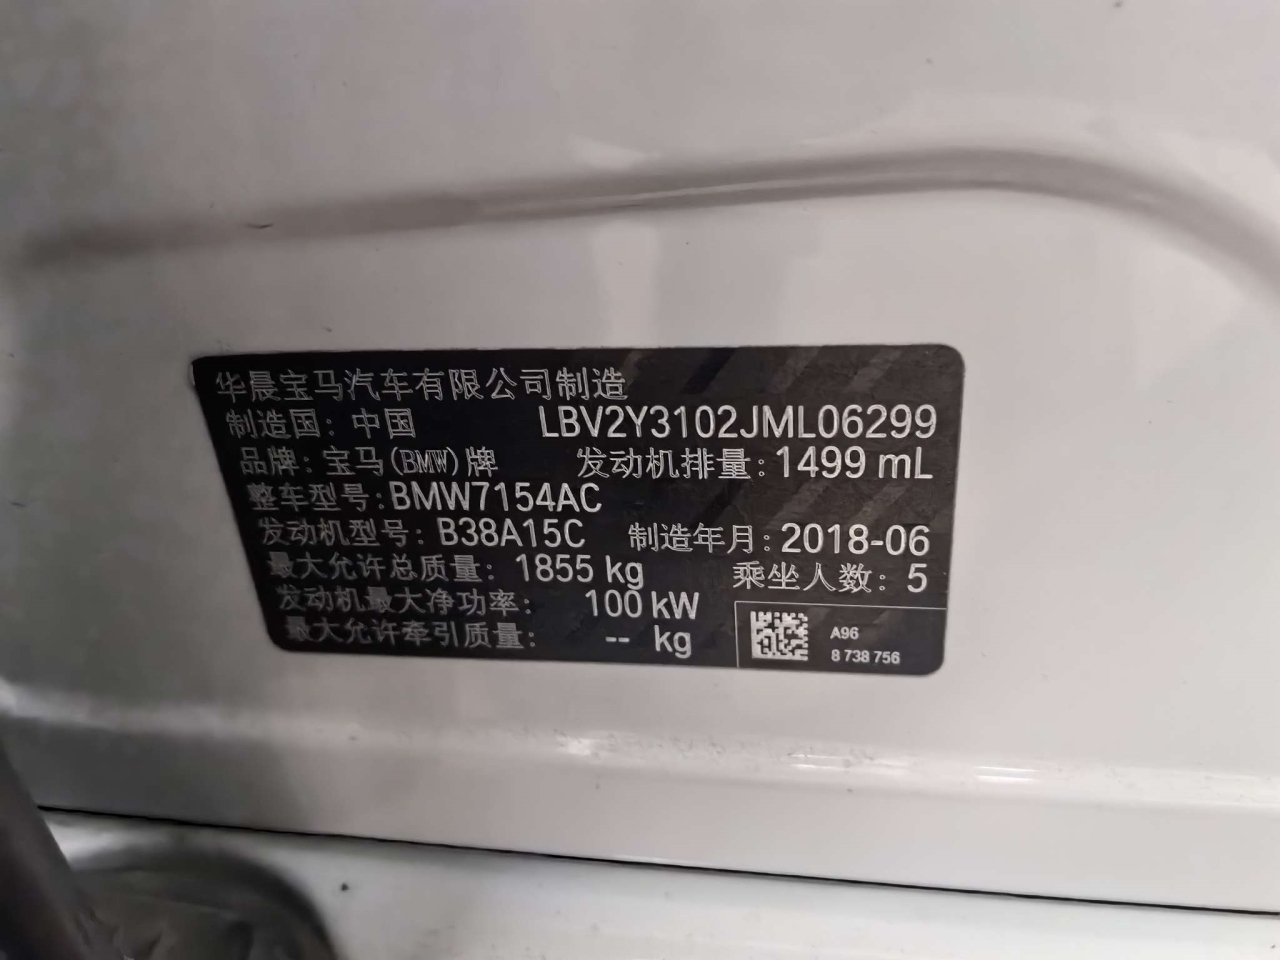 华晨宝马汽车有限公司制造
制造国: 中国 LBV2Y3102JML06299
品牌: 宝马(BMW)牌 发动机排量: 1499 mL
整车型号: BMW7154AC
发动机型号: B38A15C 制造年月: 2018-06
最大允许总质量: 1855 kg 乘坐人数: 5
发动机最大净功率: 100 kW
最大允许牵引质量: -- kg
A96
8 738 756